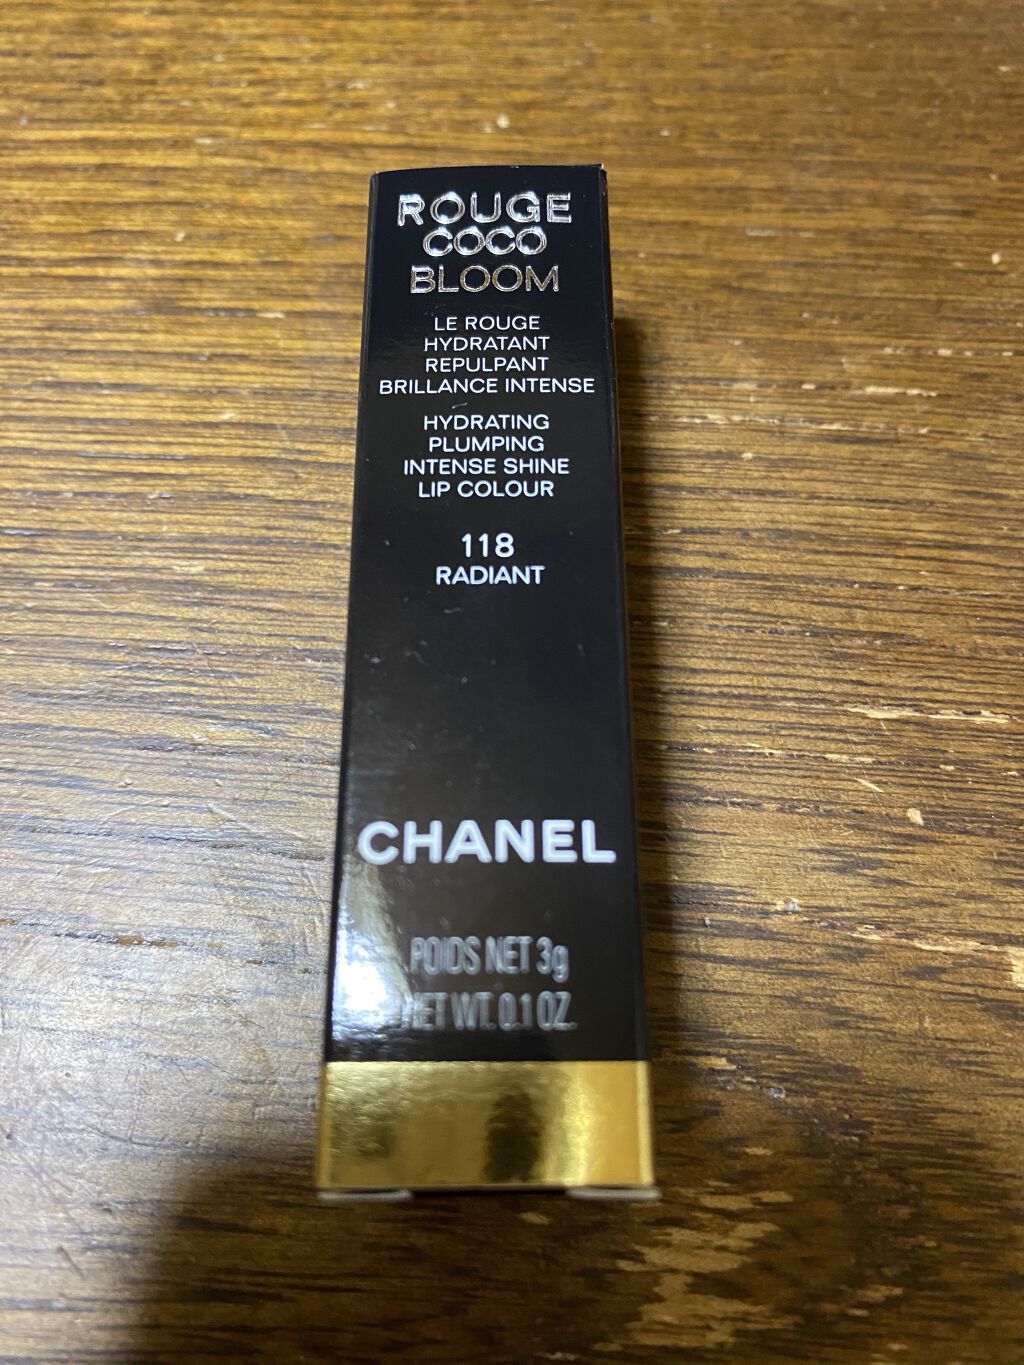 ROUGE
COCO
BLOOM
LE ROUGE
HYDRATANT
REPULPANT
BRILLANCE INTENSE
HYDRATING
PLUMPING
INTENSE SHINE
LIP COLOUR
118
RADIANT
CHANEL
POIDS NET 3g
NET WT. 0.1 OZ.